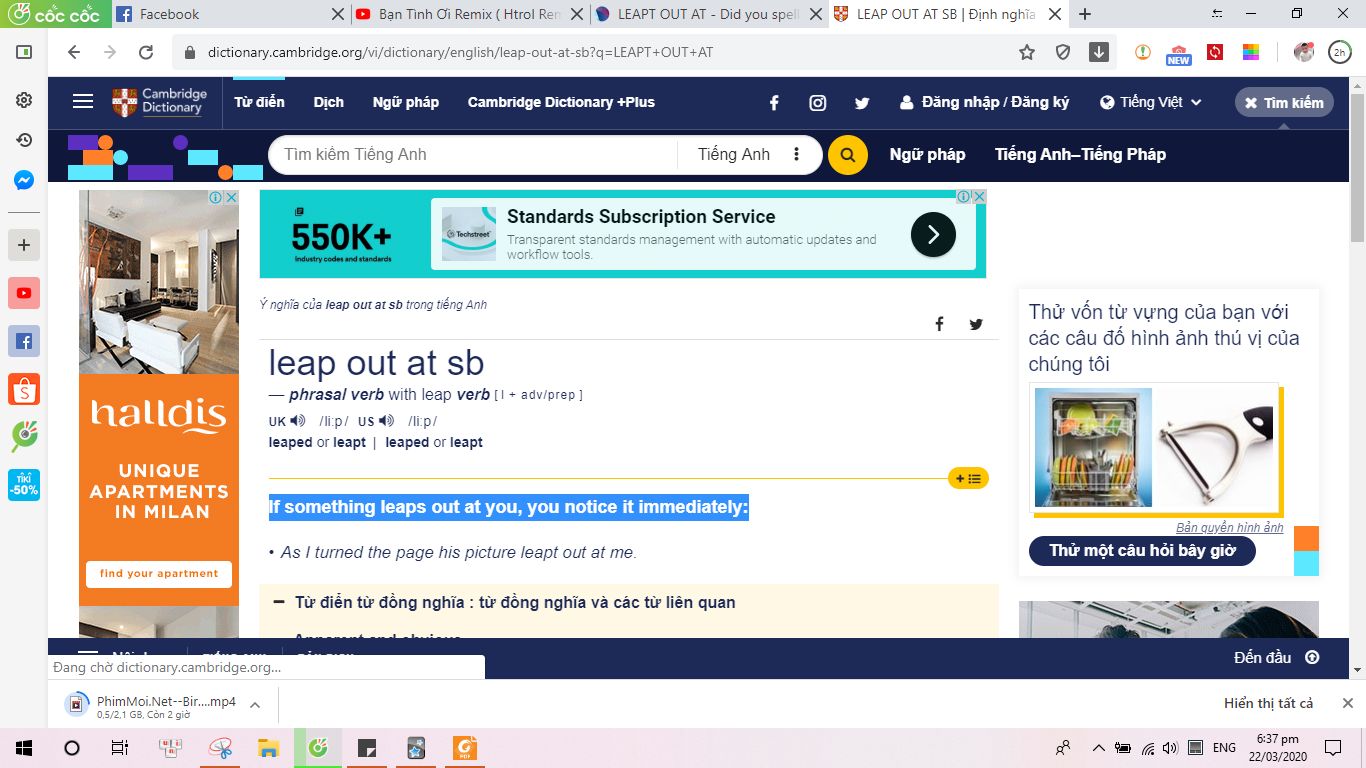 cốc cốc
Facebook
Bạn Tình Ơi Remix ( Htrol Rem
LEAPT OUT AT - Did you spell
LEAP OUT AT SB | Định nghĩa
dictionary.cambridge.org/vi/dictionary/english/leap-out-at-sb?q=LEAPT+OUT+AT
NEW
2h
Cambridge
Dictionary
Từ điển
Dịch
Ngữ pháp
Cambridge Dictionary +Plus
Đăng nhập / Đăng ký
Tiếng Việt
Tìm kiếm
Tìm kiếm Tiếng Anh
Tiếng Anh
Ngữ pháp
Tiếng Anh–Tiếng Pháp
550K+
Industry codes and standards
Techstreet
Standards Subscription Service
Transparent standards management with automatic updates and
workflow tools.
Ý nghĩa của leap out at sb trong tiếng Anh
leap out at sb
— phrasal verb with leap verb [ I + adv/prep ]
UK /liːp/ US /liːp/
leaped or leapt | leaped or leapt
If something leaps out at you, you notice it immediately:
• As I turned the page his picture leapt out at me.
Từ điển từ đồng nghĩa : từ đồng nghĩa và các từ liên quan
Apparent and obvious
halldis
UNIQUE
APARTMENTS
IN MILAN
find your apartment
Thử vốn từ vựng của bạn với
các câu đố hình ảnh thú vị của
chúng tôi
Bản quyền hình ảnh
Thử một câu hỏi bây giờ
TIKI
-50%
Đến đầu
Đang chờ dictionary.cambridge.org...
PhimMoi.Net--Bir....mp4
0,5/2,1 GB, Còn 2 giờ
Hiển thị tất cả
PDF
ENG
6:37 pm
22/03/2020